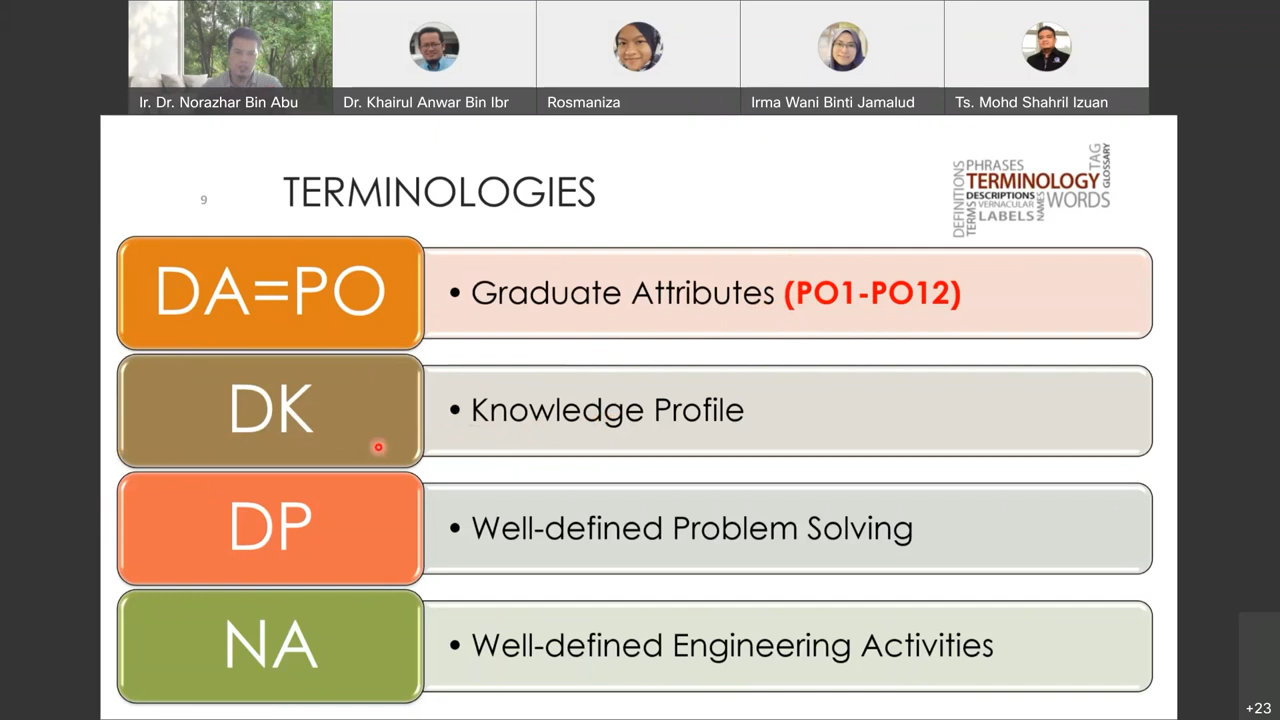 Ir. Dr. Norazhar Bin Abu
Dr. Khairul Anwar Bin Ibr
Rosmaniza
Irma Wani Binti Jamalud
Ts. Mohd Shahril Izuan
9
TERMINOLOGIES
DEFINITIONS
TERMS
PHRASES
TERMINOLOGY
DESCRIPTIONS
VERNACULAR
LABELS
NAMES
WORDS
TAG
GLOSSARY
DA=PO
• Graduate Attributes (PO1-PO12)
DK
• Knowledge Profile
DP
• Well-defined Problem Solving
NA
• Well-defined Engineering Activities
+23